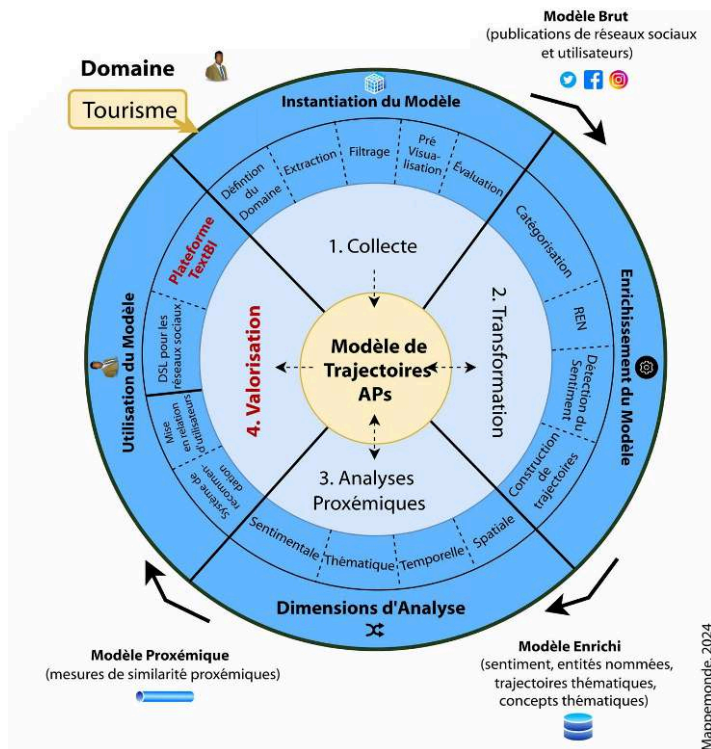 Modèle Brut
(publications de réseaux sociaux
et utilisateurs)
Domaine
Tourisme
Instantiation du Modèle
Défintion
du
Domaine
Extraction
Filtrage
Pré
Visua-
lisation
Évaluation
1. Collecte
Enrichissement du Modèle
Catégorisation
REN
Détection du
Sentiment
Construction
de
trajectoires
2. Transformation
Modèle de
Trajectoires
APs
3. Analyses
Proxémiques
Spatiale
Temporelle
Thématique
Sentimentale
Dimensions d'Analyse
4. Valorisation
Utilisation du Modèle
Plateforme
TextBI
DSL pour les
réseaux sociaux
Mise
en relation
d'utilisateurs
Système de
recommen-
dation
Modèle Proxémique
(mesures de similarité proxémiques)
Modèle Enrichi
(sentiment, entités nommées,
trajectoires thématiques,
concepts thématiques)
Mappemonde, 2024